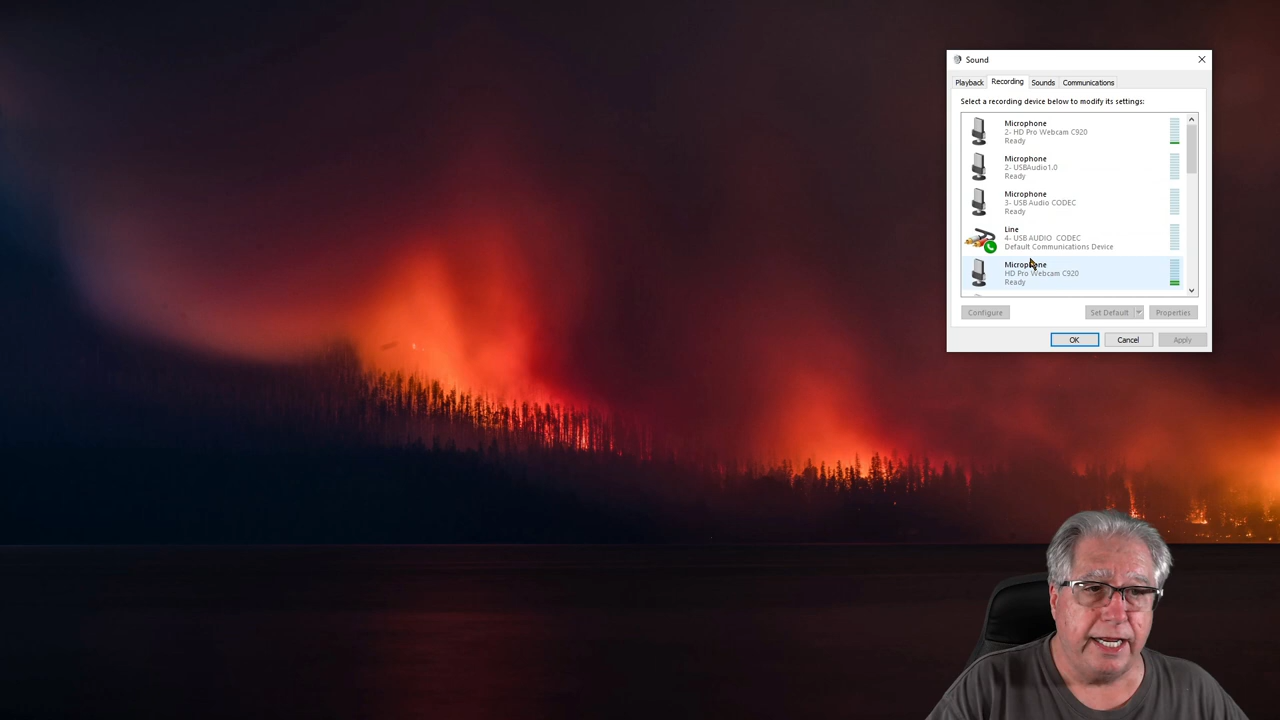 Sound
Playback
Recording
Sounds
Communications
Select a recording device below to modify its settings:
Microphone
2- HD Pro Webcam C920
Ready
Microphone
2- USBAudio1.0
Ready
Microphone
3- USB Audio CODEC
Ready
Line
4- USB AUDIO  CODEC
Default Communications Device
Microphone
HD Pro Webcam C920
Ready
Configure
Set Default
Properties
OK
Cancel
Apply